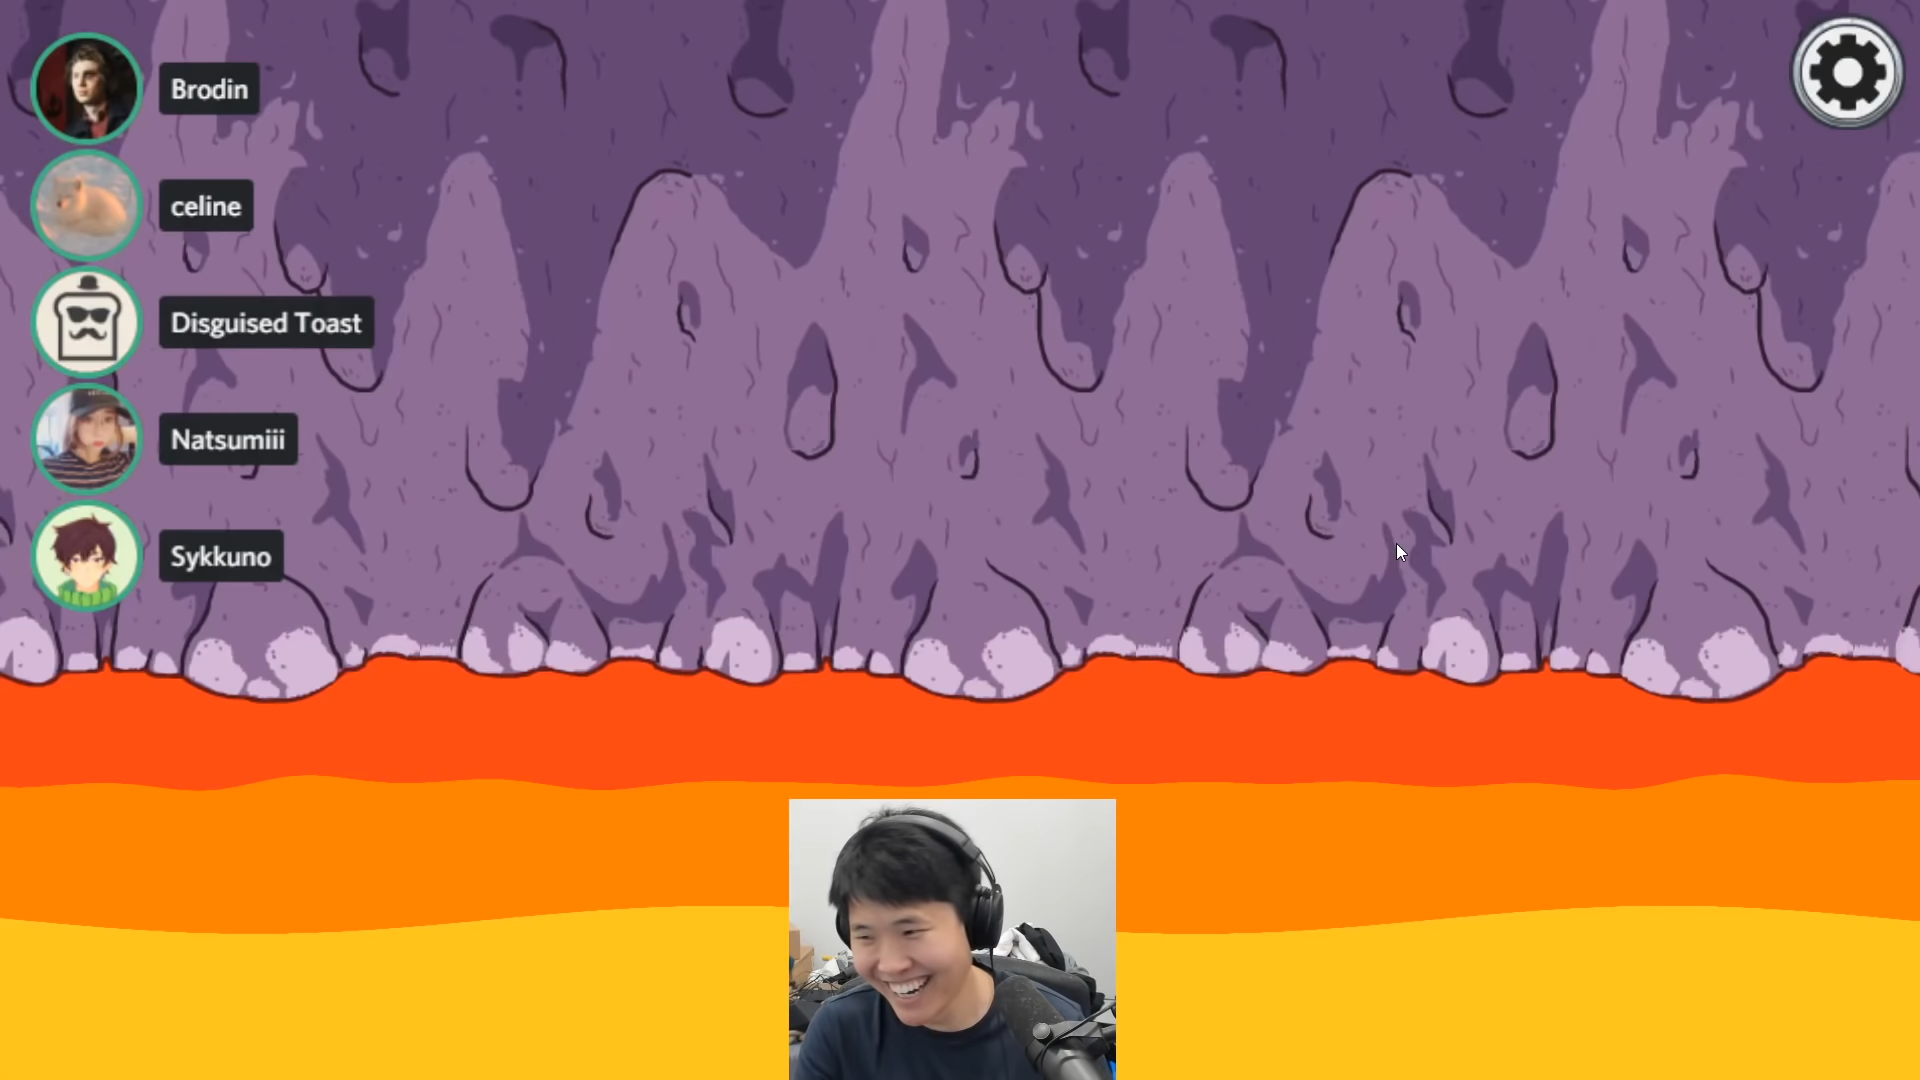 Brodin
celine
Disguised Toast
Natsumiii
Sykkuno